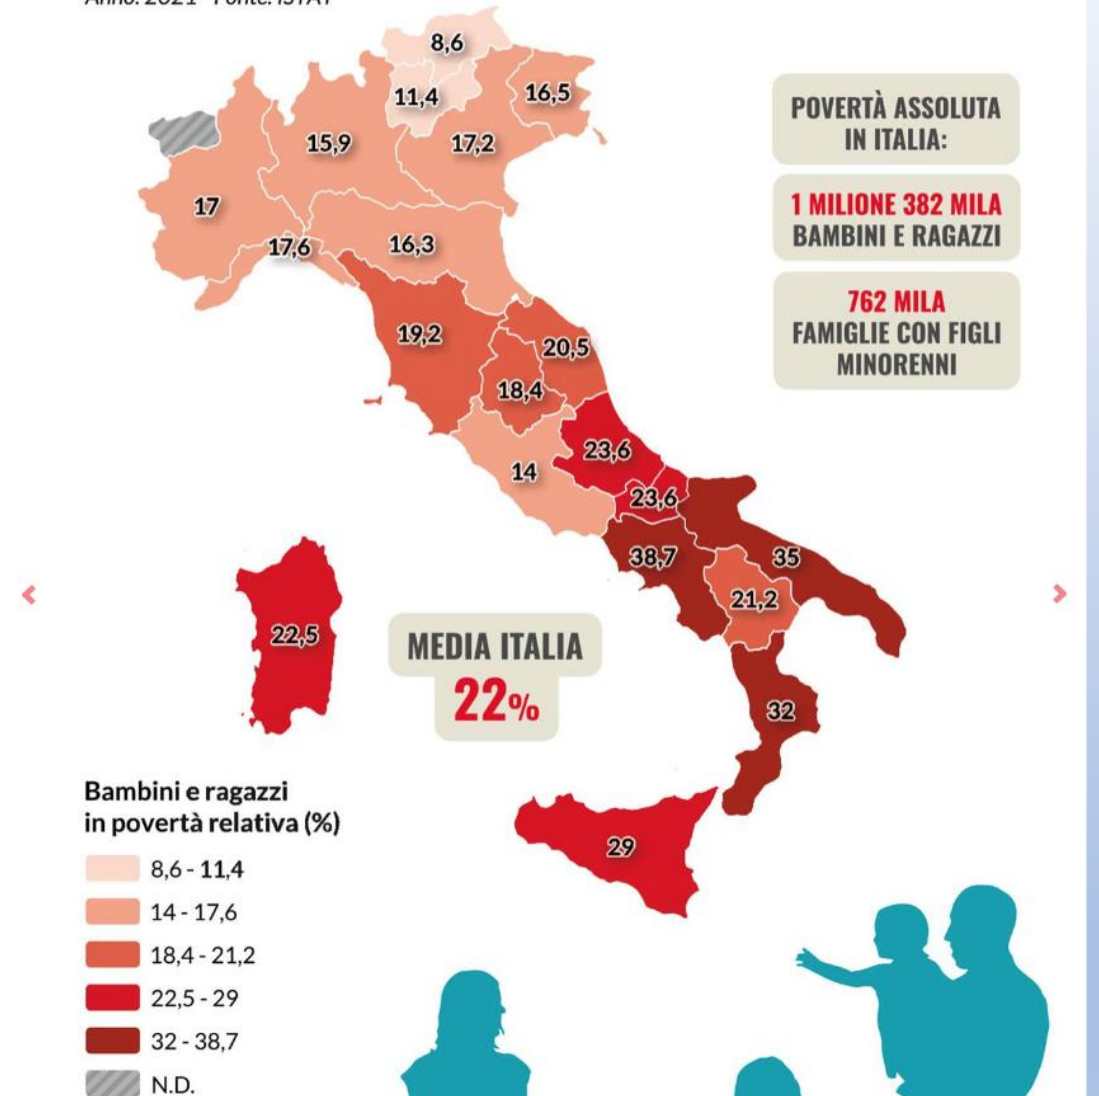 Anno: 2021 - Fonte: ISTAT
8,6
11,4
16,5
15,9
17,2
17
17,6
16,3
19,2
20,5
18,4
23,6
14
23,6
38,7
35
21,2
22,5
32
29
POVERTÀ ASSOLUTA
IN ITALIA:
1 MILIONE 382 MILA
BAMBINI E RAGAZZI
762 MILA
FAMIGLIE CON FIGLI
MINORENNI
MEDIA ITALIA
22%
Bambini e ragazzi
in povertà relativa (%)
8,6 - 11,4
14 - 17,6
18,4 - 21,2
22,5 - 29
32 - 38,7
N.D.